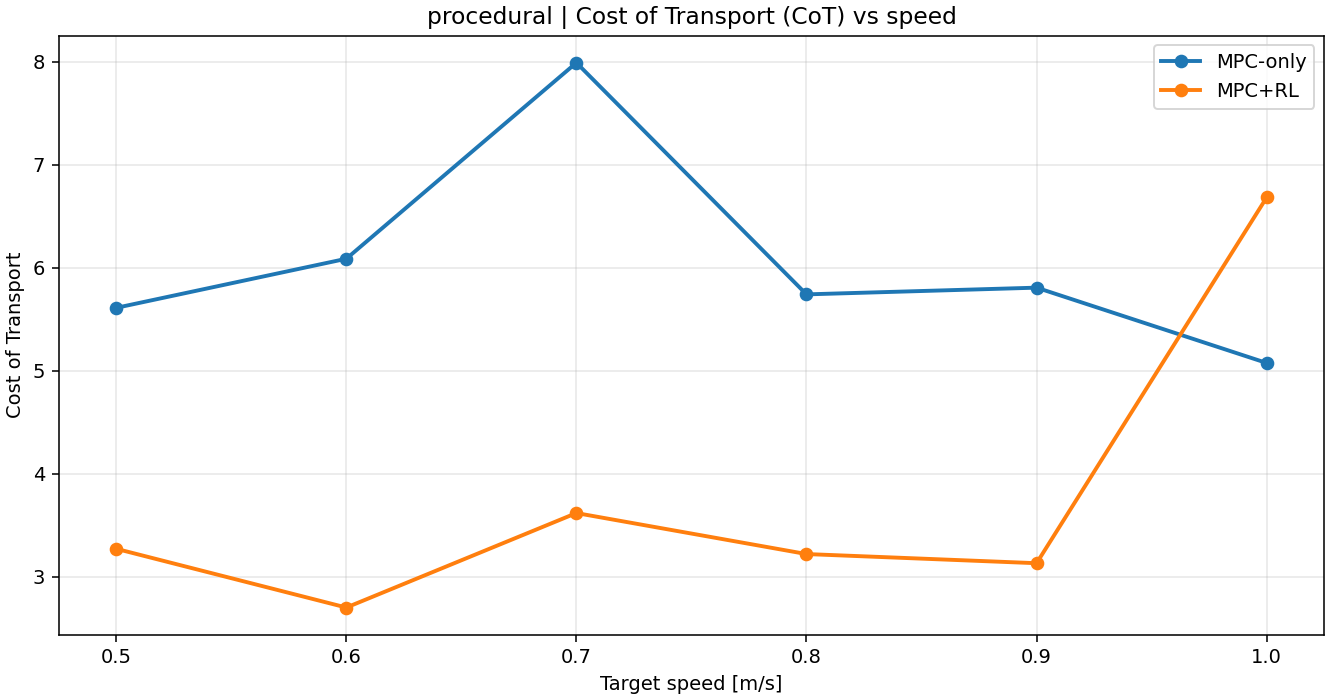 procedural | Cost of Transport (CoT) vs speed
MPC-only
MPC+RL
Cost of Transport
8
7
6
5
4
3
0.5 0.6 0.7 0.8 0.9 1.0
Target speed [m/s]